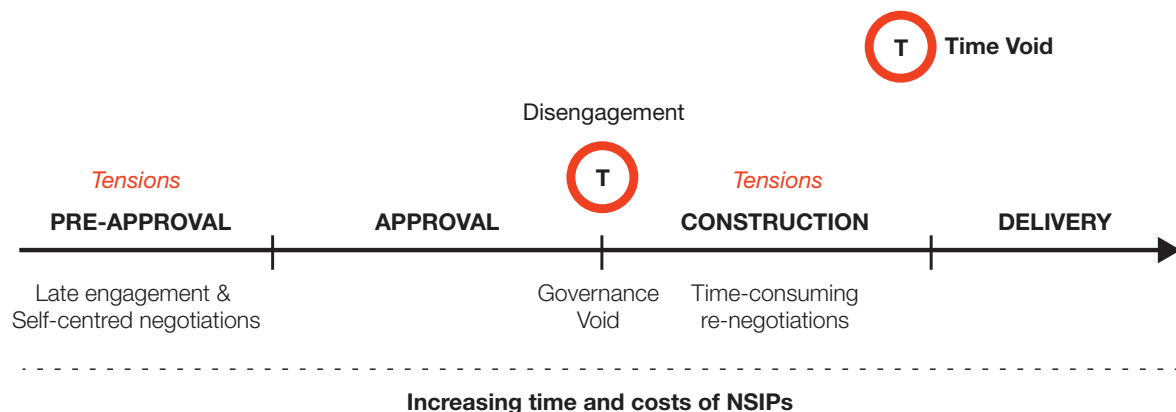 T Time Void
Disengagement
T
Tensions Tensions
PRE-APPROVAL APPROVAL CONSTRUCTION DELIVERY
Late engagement & Governance Time-consuming
Self-centred negotiations Void re-negotiations
Increasing time and costs of NSIPs